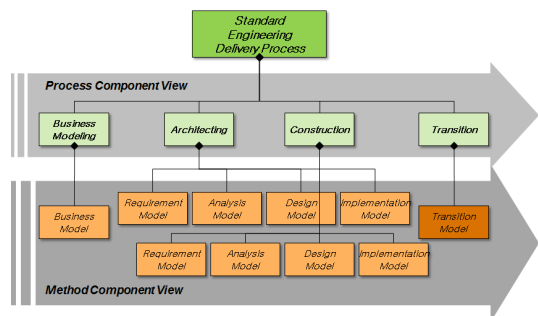 Standard
Engineering
Delivery Process
Process Component View
Business
Modeling
Architecting
Construction
Transition
Requirement
Model
Analysis
Model
Design
Model
Implementation
Model
Business
Model
Transition
Model
Requirement
Model
Analysis
Model
Design
Model
Implementation
Model
Method Component View